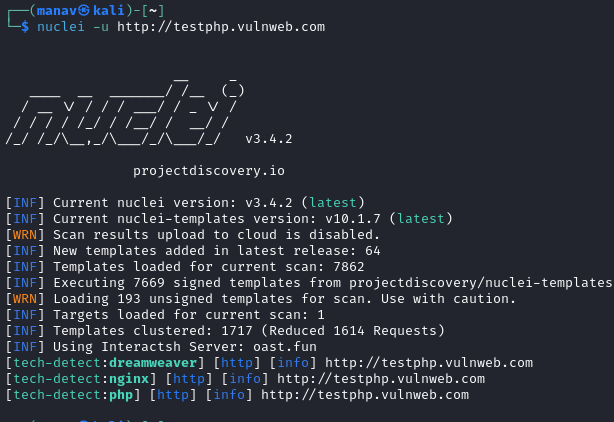 ┌──(manav㉿kali)-[~]
└─$ nuclei -u http://testphp.vulnweb.com
nuclei v3.4.2
projectdiscovery.io
[INF] Current nuclei version: v3.4.2 (latest)
[INF] Current nuclei-templates version: v10.1.7 (latest)
[WRN] Scan results upload to cloud is disabled.
[INF] New templates added in latest release: 64
[INF] Templates loaded for current scan: 7862
[INF] Executing 7669 signed templates from projectdiscovery/nuclei-templates
[WRN] Loading 193 unsigned templates for scan. Use with caution.
[INF] Targets loaded for current scan: 1
[INF] Templates clustered: 1717 (Reduced 1614 Requests)
[INF] Using Interactsh Server: oast.fun
[tech-detect:dreamweaver] [http] [info] http://testphp.vulnweb.com
[tech-detect:nginx] [http] [info] http://testphp.vulnweb.com
[tech-detect:php] [http] [info] http://testphp.vulnweb.com